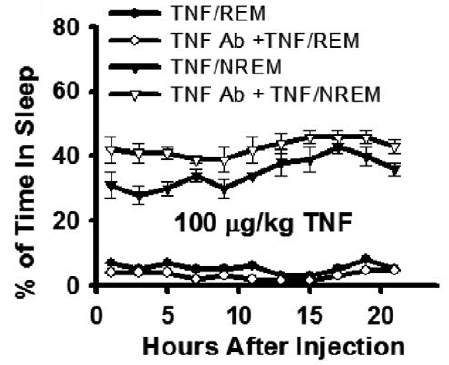 TNF/REM
TNF Ab +TNF/REM
TNF/NREM
TNF Ab + TNF/NREM
80
60
40
20
0
% of Time In Sleep
100 μg/kg TNF
0 5 10 15 20
Hours After Injection